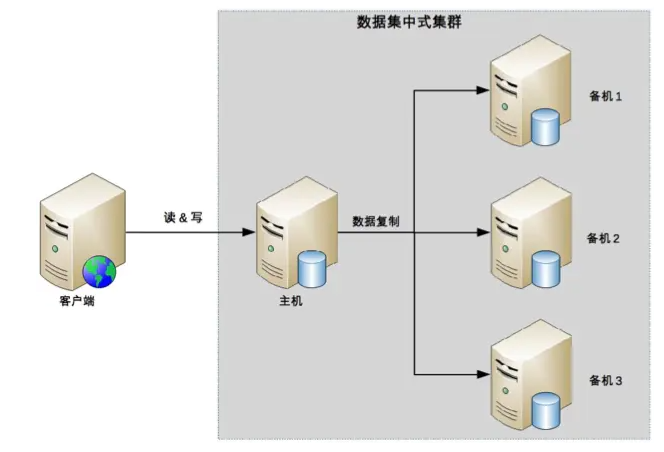 数据集中式集群
备机1
读&写
数据复制
备机2
客户端
主机
备机3